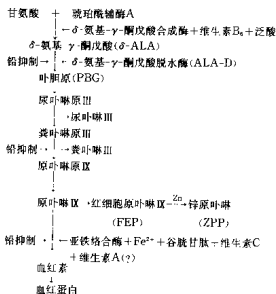 甘氨酸 + 琥珀酰辅酶A
←δ-氨基-γ-酮戊酸合成酶+维生素B₆+泛酸
δ-氨基 γ-酮戊酸(δ-ALA)
铅抑制→ ←δ-氨基-γ-酮戊酸脱水酶(ALA-D)
卟胆原(PBG)
尿卟啉原Ⅲ
→尿卟啉Ⅲ
粪卟啉原Ⅲ
铅抑制→ →粪卟啉Ⅲ
原卟啉原Ⅸ
原卟啉Ⅸ→红细胞原卟啉Ⅸ Zn→锌原卟啉
(FEP) (ZPP)
铅抑制→ ←亚铁络合酶+Fe²⁺+谷胱甘肽+维生素C
+维生素A(?)
血红素
血红蛋白